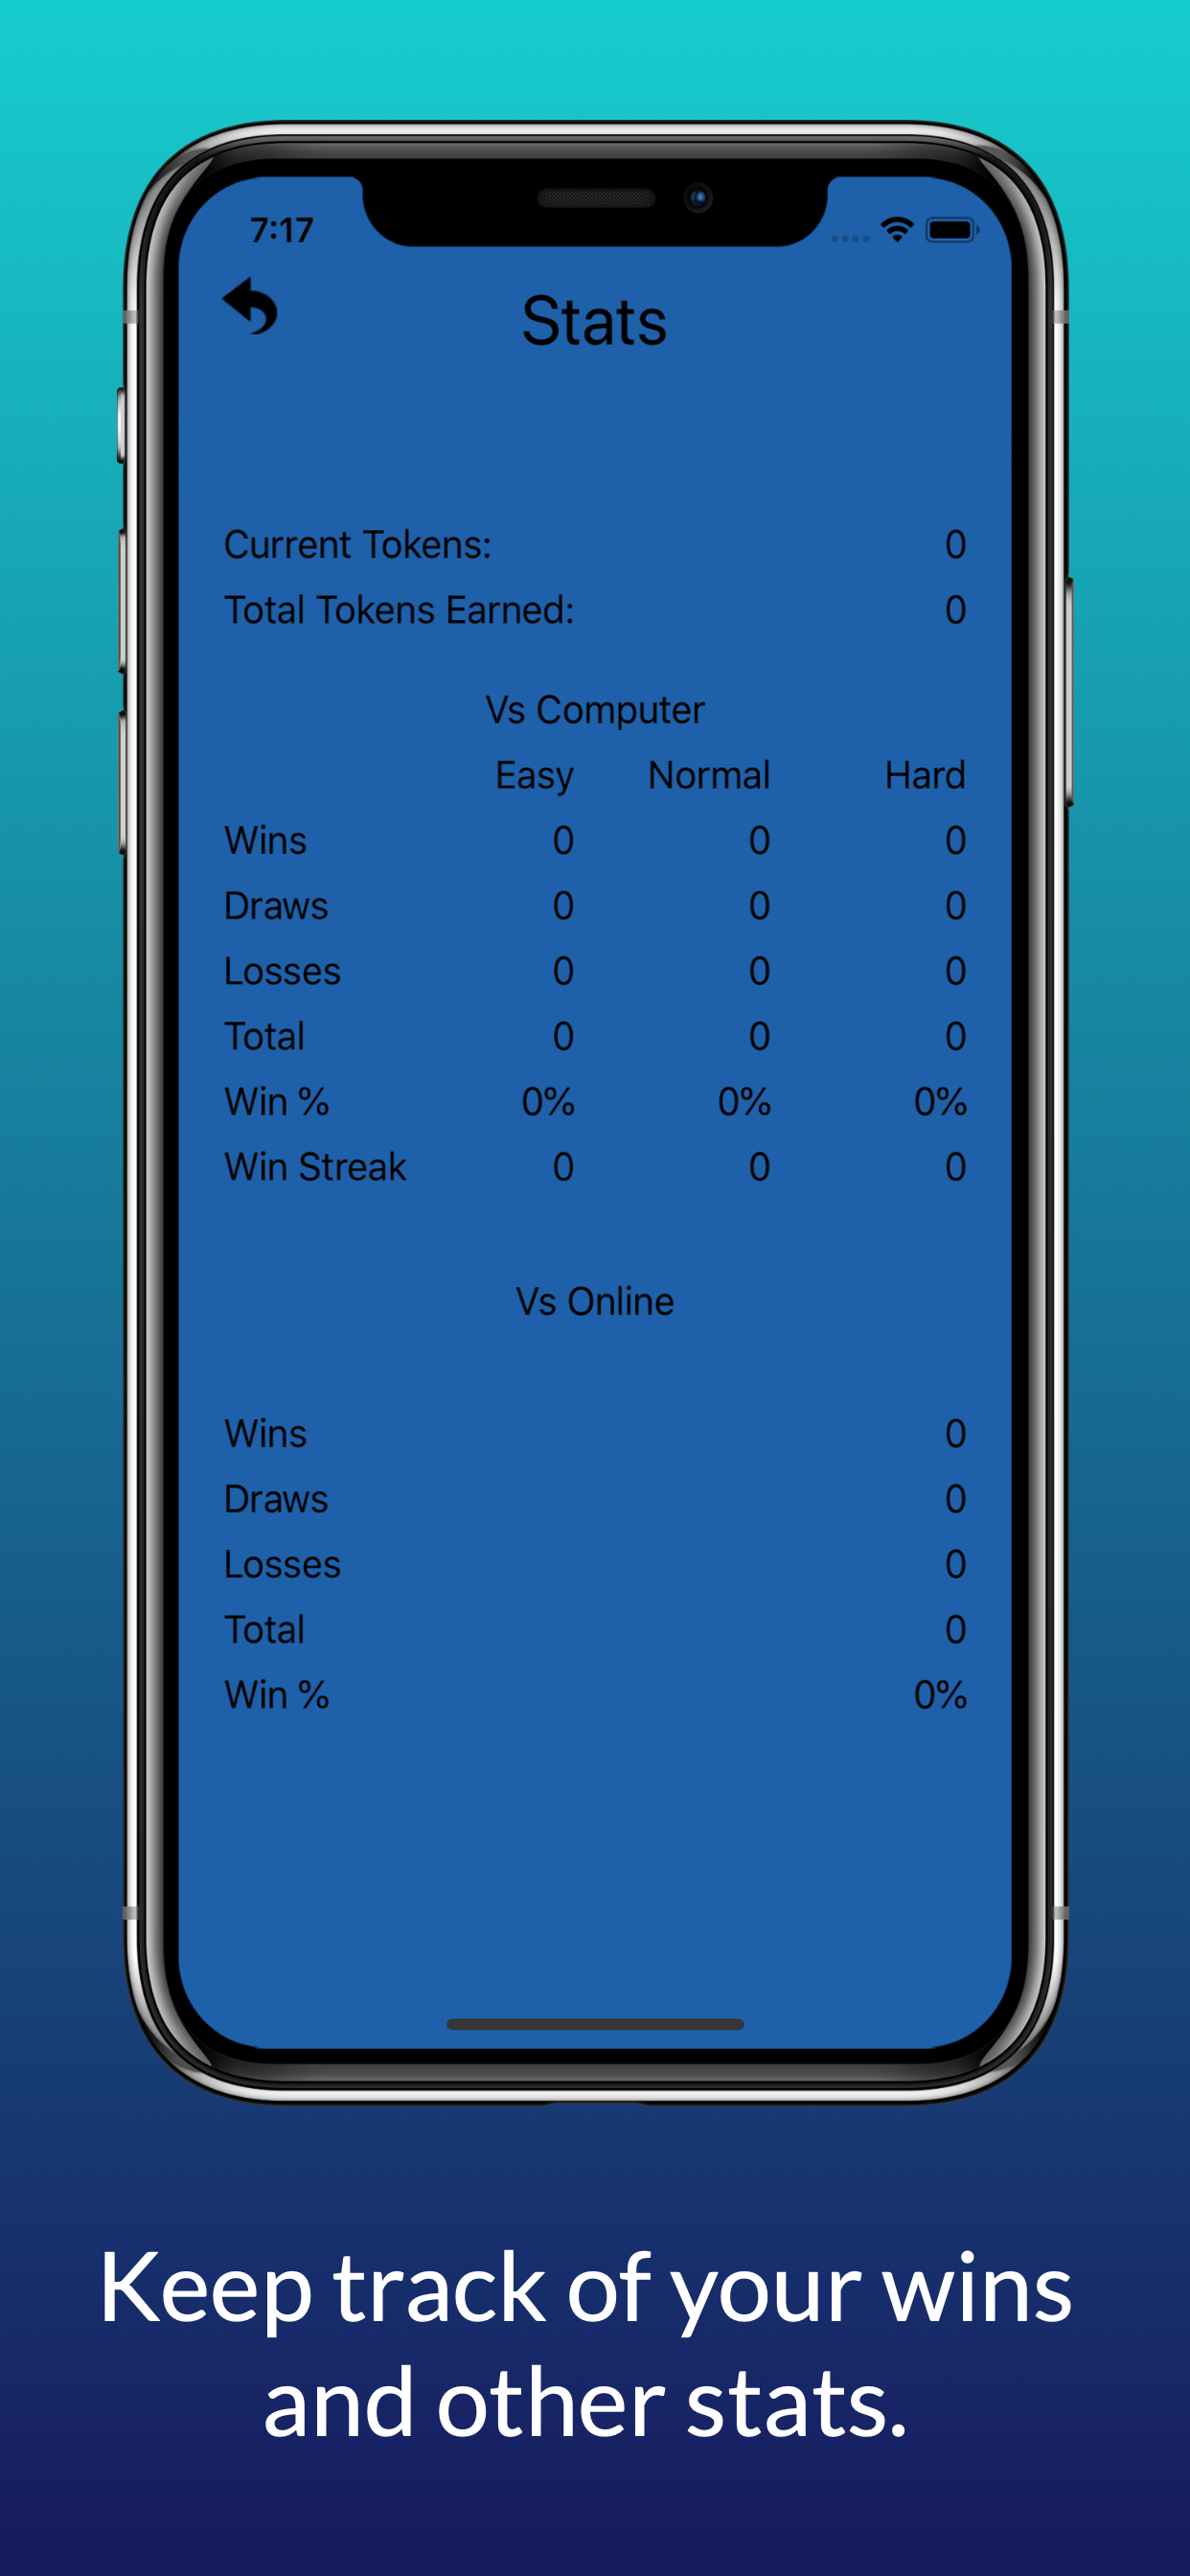 7:17
Stats
Current Tokens: 0
Total Tokens Earned: 0
Vs Computer
Easy Normal Hard
Wins 0 0 0
Draws 0 0 0
Losses 0 0 0
Total 0 0 0
Win % 0% 0% 0%
Win Streak 0 0 0
Vs Online
Wins 0
Draws 0
Losses 0
Total 0
Win % 0%
Keep track of your wins
and other stats.